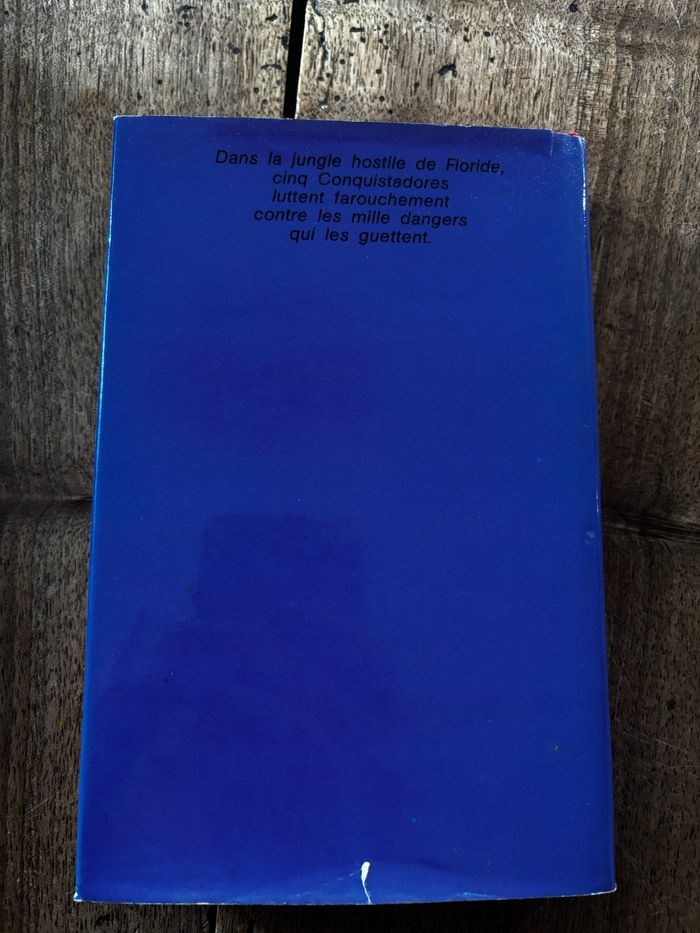 Dans la jungle hostile de Floride,
cinq Conquistadores
luttent farouchement
contre les mille dangers
qui les guettent.